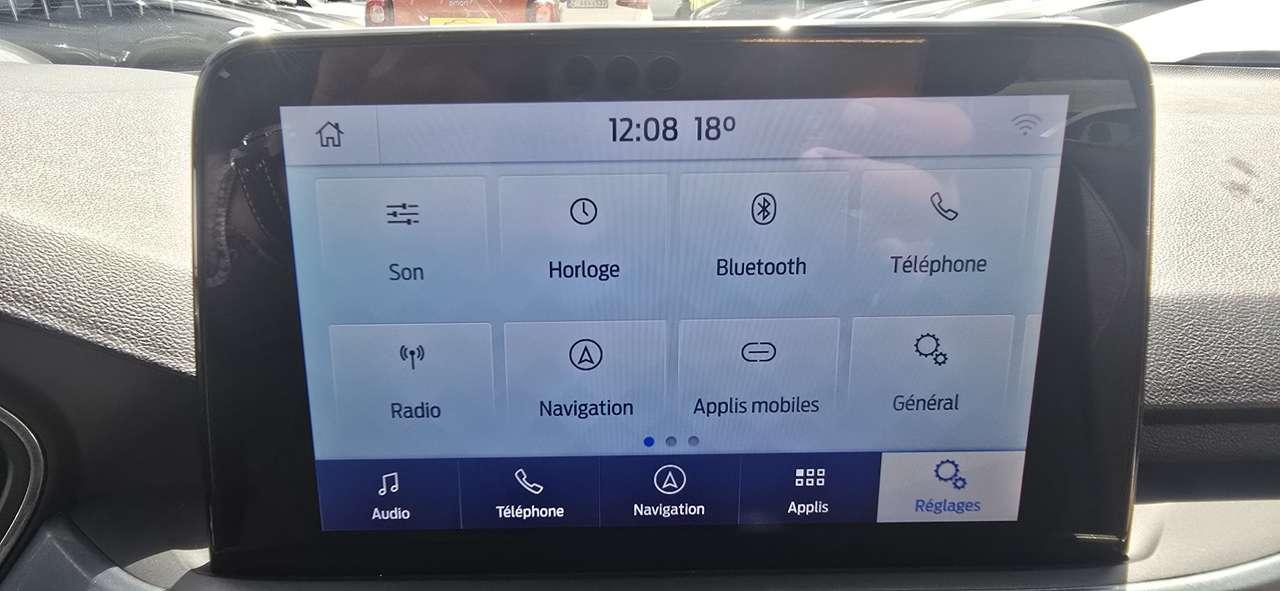 12:08 18º
Son Horloge Bluetooth Téléphone
Radio Navigation Applis mobiles Général
Audio Téléphone Navigation Applis Réglages